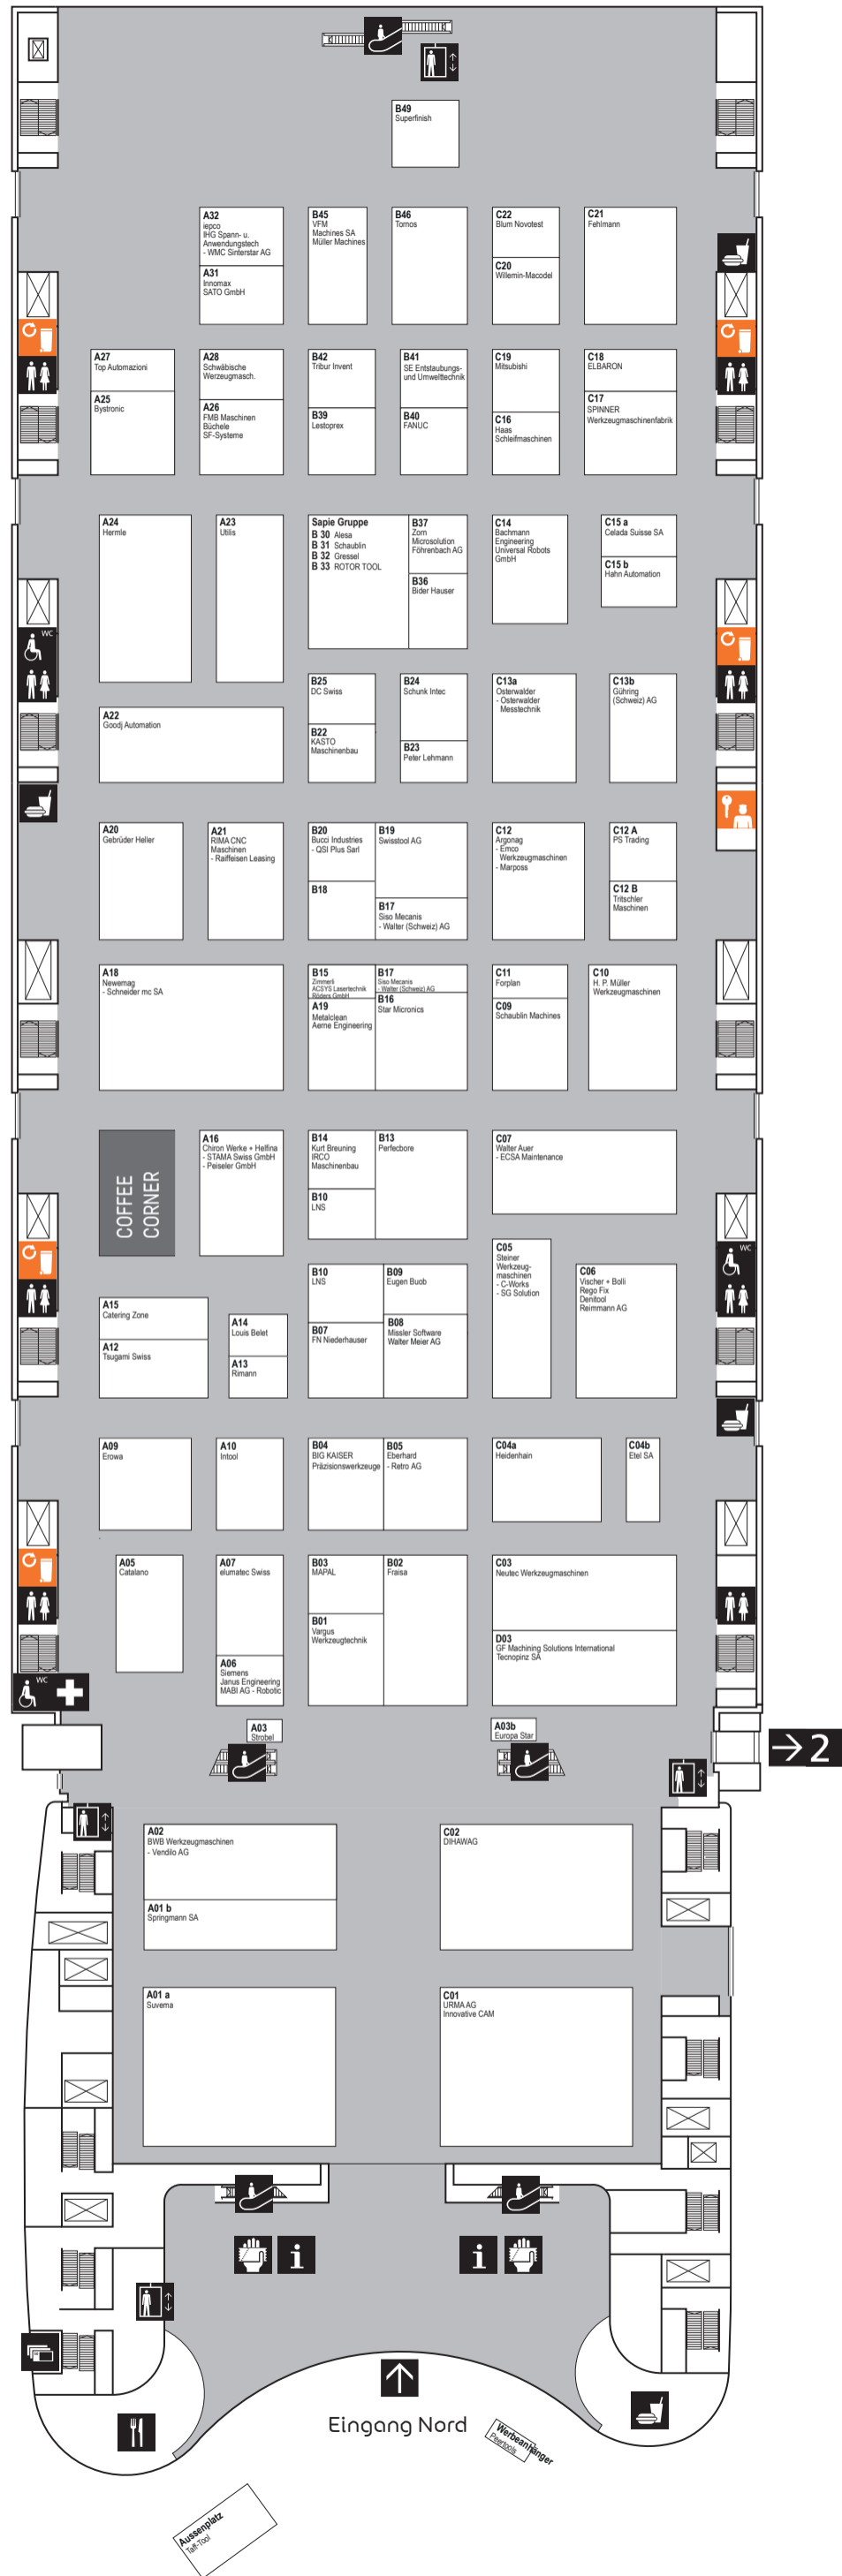 B49
Superfinish
A32
iepco
IHG Spann- u.
Anwendungstech
- WMC Sinterstar AG
A31
Innomax
SATO GmbH
B45
VFM
Machines SA
Müller Machines
B46
Tornos
C22
Blum Novotest
C20
Willemin-Macodel
C21
Fehlmann
A27
Top Automazioni
A25
Bystronic
A28
Schwäbische
Werzeugmasch.
A26
FMB Maschinen
Büchele
SF-Systeme
B42
Tribur Invent
B39
Lestoprex
B41
SE Entstaubungs-
und Umwelttechnik
B40
FANUC
C19
Mitsubishi
C16
Haas
Schleifmaschinen
C18
ELBARON
C17
SPINNER
Werkzeugmaschinenfabrik
A24
Hermle
A23
Utilis
Sapie Gruppe
B 30 Alesa
B 31 Schaublin
B 32 Gressel
B 33 ROTOR TOOL
B37
Zorn
Microsolution
Föhrenbach AG
B36
Bider Hauser
C14
Bachmann
Engineering
Universal Robots
GmbH
C15 a
Celada Suisse SA
C15 b
Hahn Automation
WC
A22
Goodj Automation
B25
DC Swiss
B22
KASTO
Maschinenbau
B24
Schunk Intec
B23
Peter Lehmann
C13a
Osterwalder
- Osterwalder
Messtechnik
C13b
Gühring
(Schweiz) AG
A20
Gebrüder Heller
A21
RIMA CNC
Maschinen
- Raiffeisen Leasing
B20
Bucci Industries
- QSI Plus Sarl
B18
B19
Swisstool AG
B17
Siso Mecanis
- Walter (Schweiz) AG
C12
Argonag
- Emco
Werkzeugmaschinen
- Marposs
C12 A
PS Trading
C12 B
Tritschler
Maschinen
A18
Newemag
- Schneider mc SA
B15
Zimmerli
ACSYS Lasertechnik
Röders GmbH
A19
Metalclean
Aerne Engineering
B17
Siso Mecanis
- Walter (Schweiz) AG
B16
Star Micronics
C11
Forplan
C09
Schaublin Machines
C10
H. P. Müller
Werkzeugmaschinen
COFFEE
CORNER
A16
Chiron Werke + Helfina
- STAMA Swiss GmbH
- Peiseler GmbH
B14
Kurt Breuning
IRCO
Maschinenbau
B10
LNS
B13
Perfecbore
C07
Walter Auer
- ECSA Maintenance
WC
A15
Catering Zone
A12
Tsugami Swiss
A14
Louis Belet
A13
Rimann
B10
LNS
B07
FN Niederhauser
B09
Eugen Buob
B08
Missler Software
Walter Meier AG
C05
Steiner
Werkzeug-
maschinen
- C-Works
- SG Solution
C06
Vischer + Bolli
Rego Fix
Denitool
Reimmann AG
A09
Erowa
A10
Intool
B04
BIG KAISER
Präzisionswerkzeuge
B05
Eberhard
- Retro AG
C04a
Heidenhain
C04b
Etel SA
A05
Catalano
A07
elumatec Swiss
A06
Siemens
Janus Engineering
MABI AG - Robotic
B03
MAPAL
B01
Vargus
Werkzeugtechnik
B02
Fraisa
C03
Neutec Werkzeugmaschinen
D03
GF Machining Solutions International
Tecnopinz SA
WC
A03
Strobel
A03b
Europa Star
2
A02
BWB Werkzeugmaschinen
- Vendilo AG
A01 b
Springmann SA
C02
DIHAWAG
A01 a
Suvema
C01
URMA AG
Innovative CAM
i
i
Eingang Nord
Werbeanhänger
Peertools
Aussenplatz
Taff-Tool